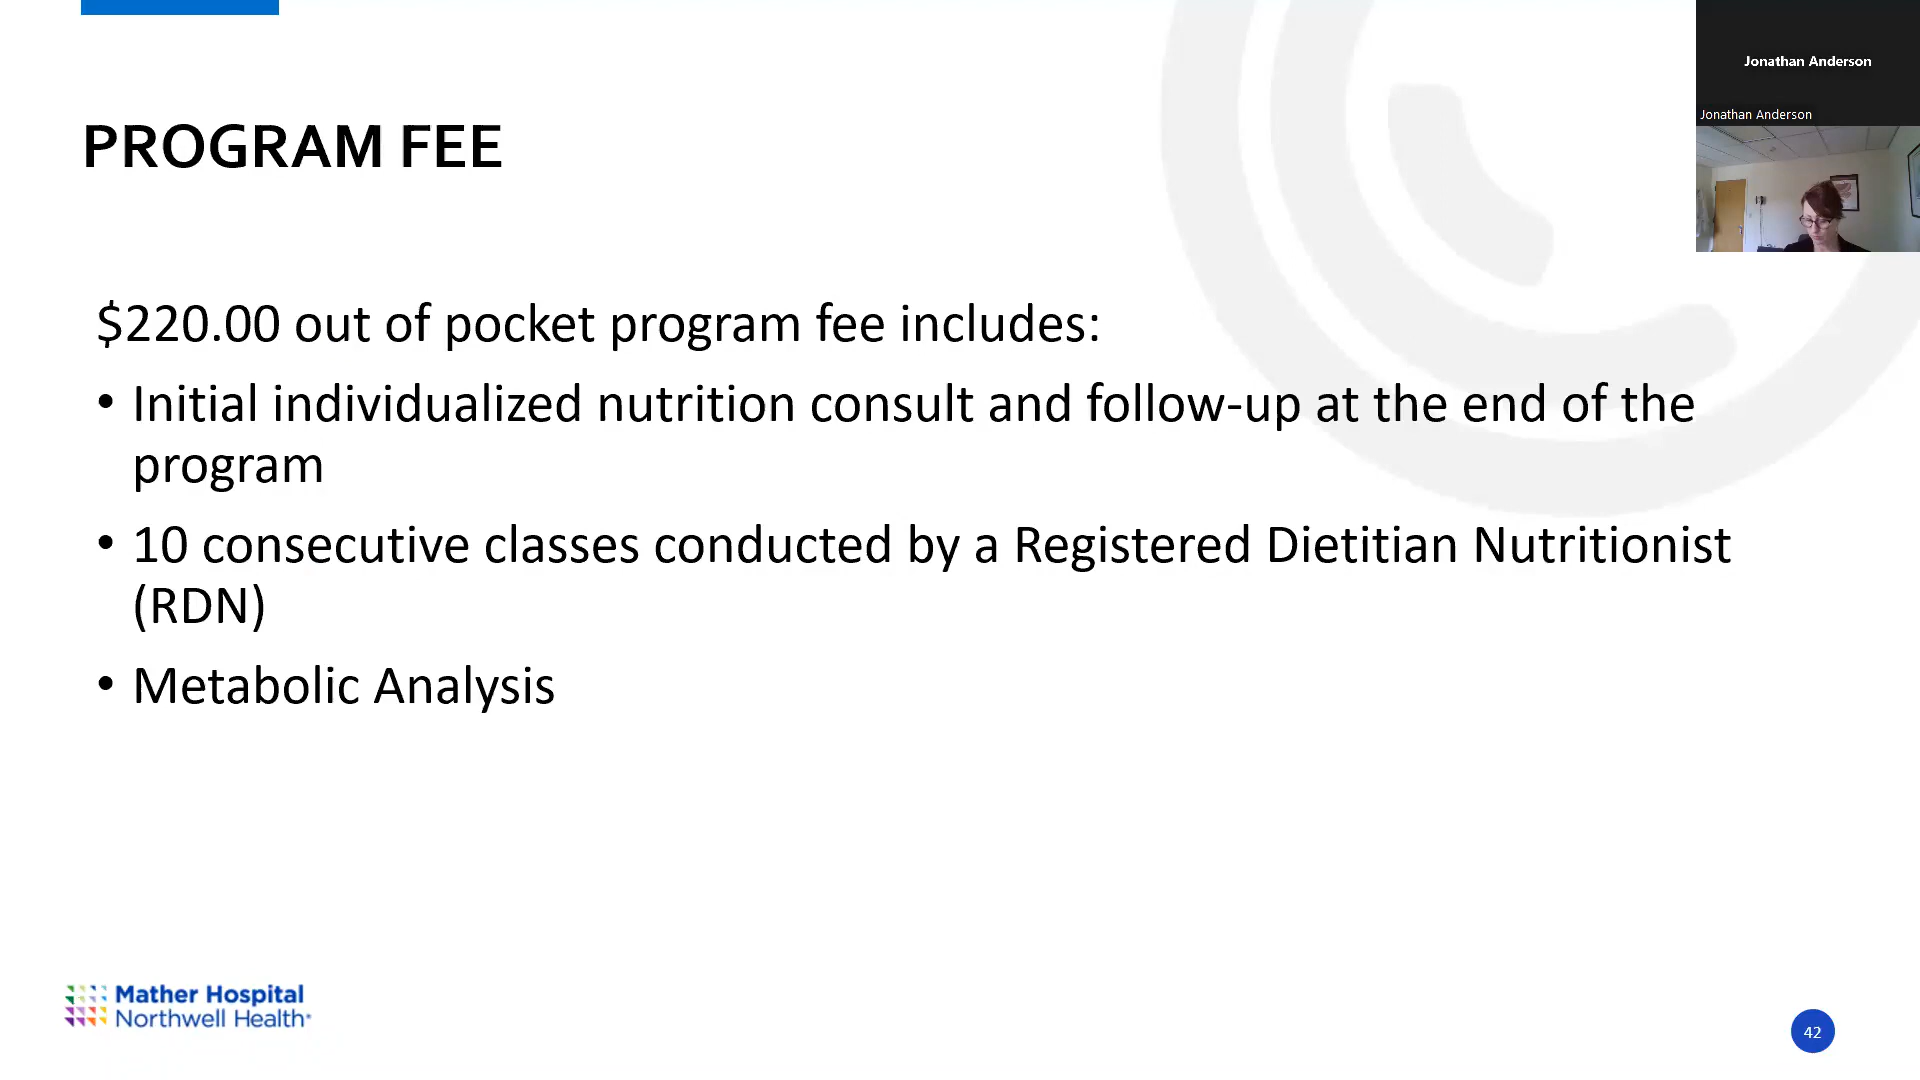 PROGRAM FEE
Jonathan Anderson
Jonathan Anderson
$220.00 out of pocket program fee includes:
• Initial individualized nutrition consult and follow-up at the end of the
program
• 10 consecutive classes conducted by a Registered Dietitian Nutritionist
(RDN)
• Metabolic Analysis
Mather Hospital
Northwell Health
42